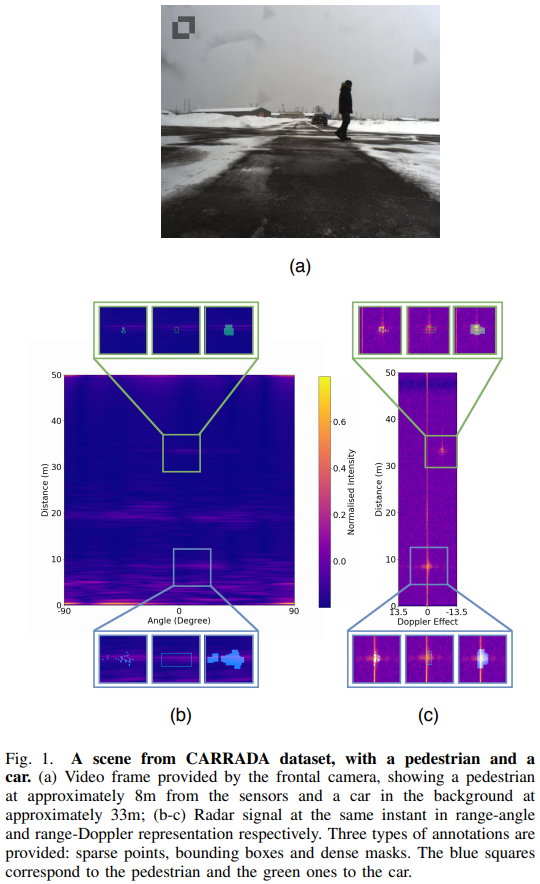 (a)
50
40
30
20
10
0
-90
0
90
Distance (m)
Angle (Degree)
0.6
0.4
0.2
0.0
Normalised Intensity
50
40
30
20
10
0
13.5
0
-13.5
Distance (m)
Doppler Effect
(b)
(c)
Fig. 1. A scene from CARRADA dataset, with a pedestrian and a
car. (a) Video frame provided by the frontal camera, showing a pedestrian
at approximately 8m from the sensors and a car in the background at
approximately 33m; (b-c) Radar signal at the same instant in range-angle
and range-Doppler representation respectively. Three types of annotations are
provided: sparse points, bounding boxes and dense masks. The blue squares
correspond to the pedestrian and the green ones to the car.